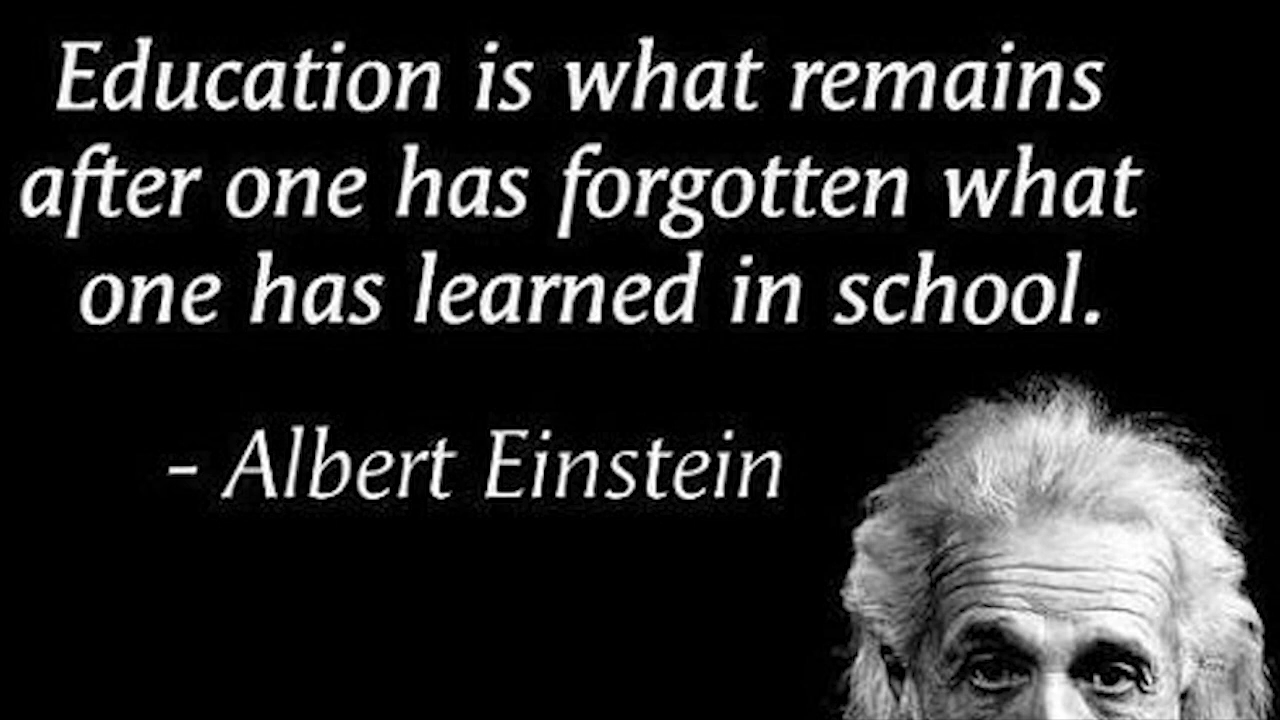 Education is what remains
after one has forgotten what
one has learned in school.
- Albert Einstein